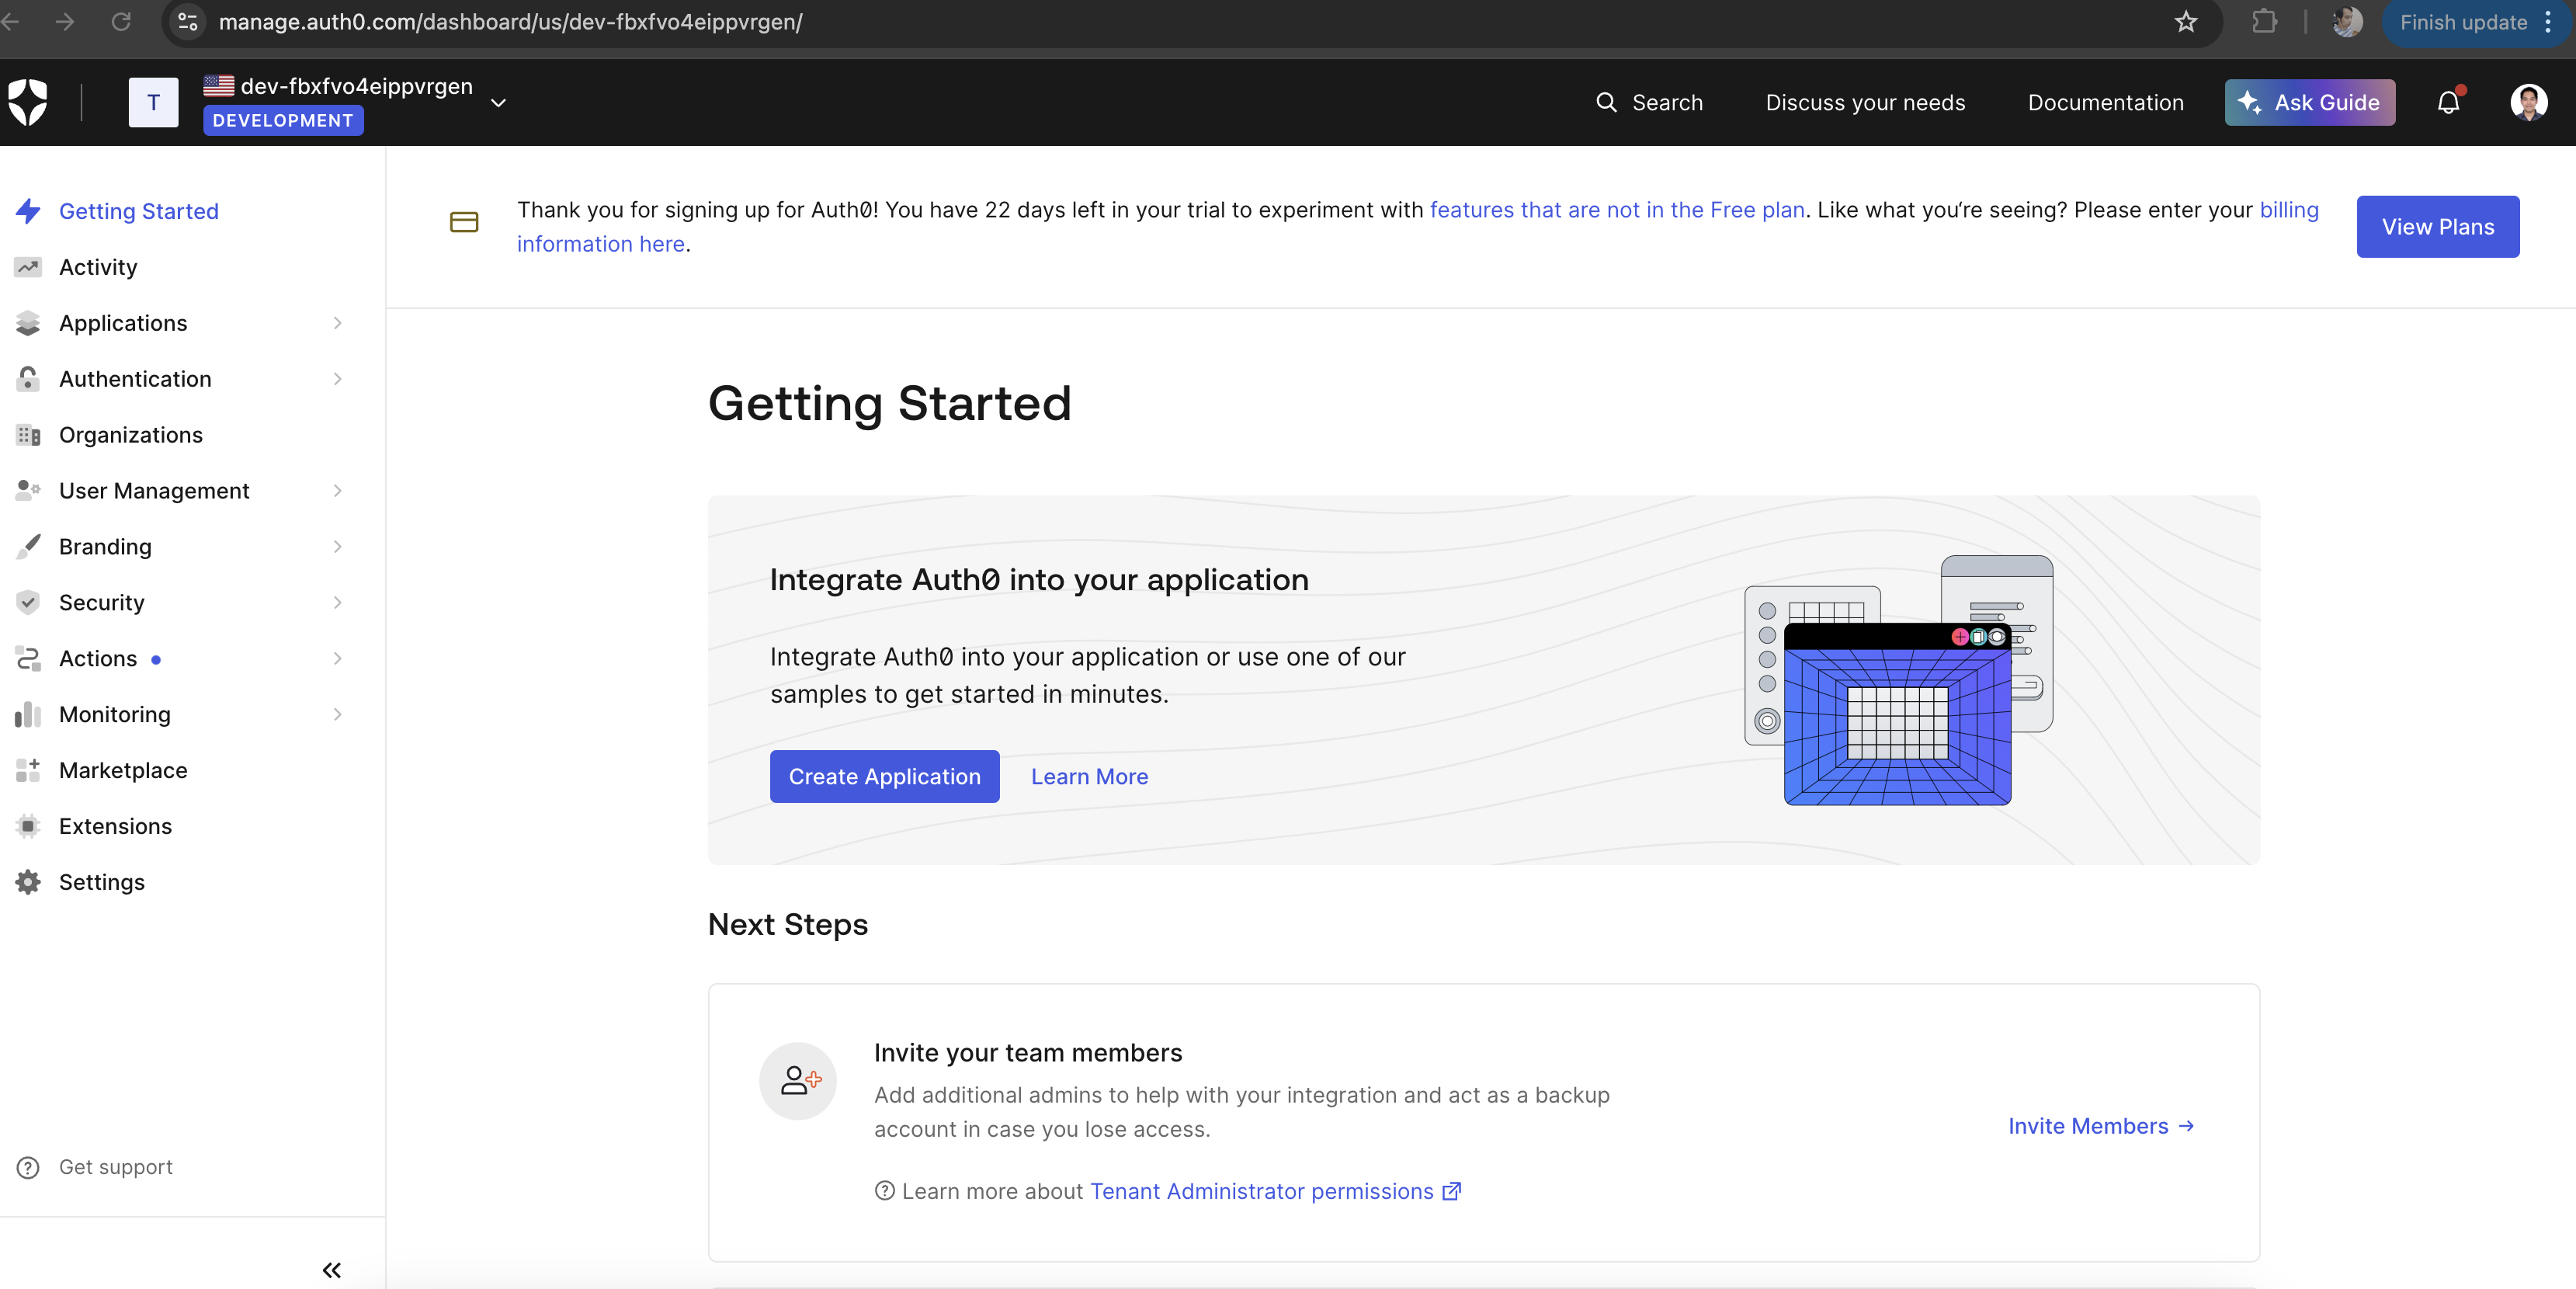 manage.auth0.com/dashboard/us/dev-fbxfvo4eippvrgen/
Finish update
T
dev-fbxfvo4eippvrgen
DEVELOPMENT
Search
Discuss your needs
Documentation
Ask Guide
Getting Started
Activity
Applications
Authentication
Organizations
User Management
Branding
Security
Actions
Monitoring
Marketplace
Extensions
Settings
Get support
Thank you for signing up for Auth0! You have 22 days left in your trial to experiment with features that are not in the Free plan. Like what you're seeing? Please enter your billing
information here.
View Plans
Getting Started
Integrate Auth0 into your application
Integrate Auth0 into your application or use one of our
samples to get started in minutes.
Create Application
Learn More
Next Steps
Invite your team members
Add additional admins to help with your integration and act as a backup
account in case you lose access.
Invite Members →
Learn more about Tenant Administrator permissions